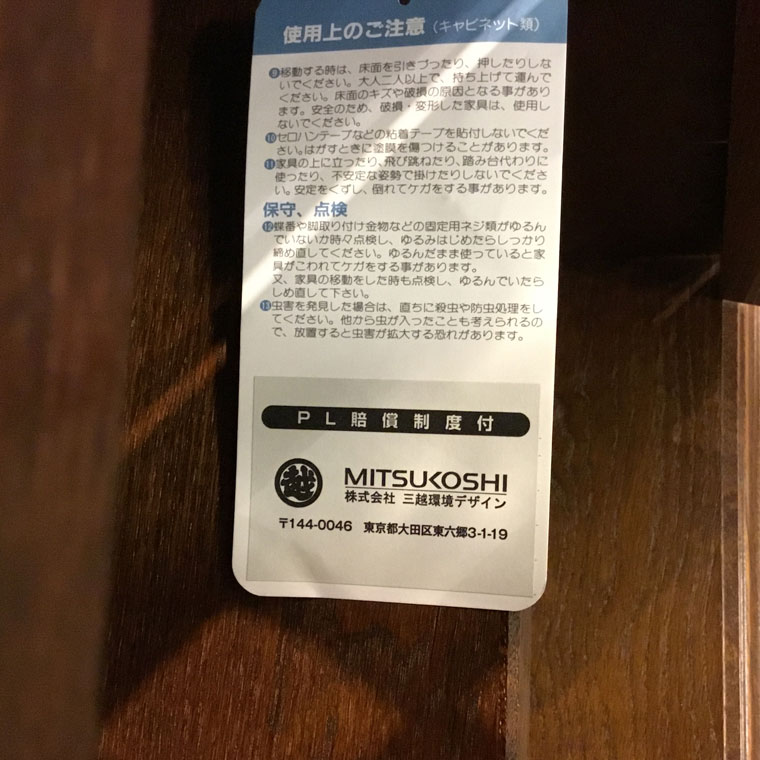 使用上のご注意（キャビネット類）
⑨移動する時は、床面を引きづったり、押したりしな
いでください。大人二人以上で、持ち上げて運んで
ください。床面のキズや破損の原因となる事があり
ます。安全のため、破損・変形した家具は、使用し
ないでください。
⑩セロハンテープなどの粘着テープを貼付しないでくだ
さい。はがすときに塗膜を傷つけることがあります。
⑪家具の上に立ったり、飛び跳ねたり、踏み台代わりに
使ったり、不安定な姿勢で掛けたりしないでくださ
い。安定をくずし、倒れてケガをする事があります。
保守、点検
⑫蝶番や脚取り付け金物などの固定用ネジ類がゆるん
でいないか時々点検し、ゆるみはじめたらしっかり
締め直してください。ゆるんだまま使っていると家
具がこわれてケガをする事があります。
又、家具の移動をした時も点検し、ゆるんでいたら
しめ直して下さい。
⑬虫害を発見した場合は、直ちに殺虫や防虫処理をし
てください。他から虫が入ったことも考えられるの
で、放置すると虫害が拡大する恐れがあります。
ＰＬ賠償制度付
越
MITSUKOSHI
株式会社 三越環境デザイン
〒144-0046 東京都大田区東六郷3-1-19